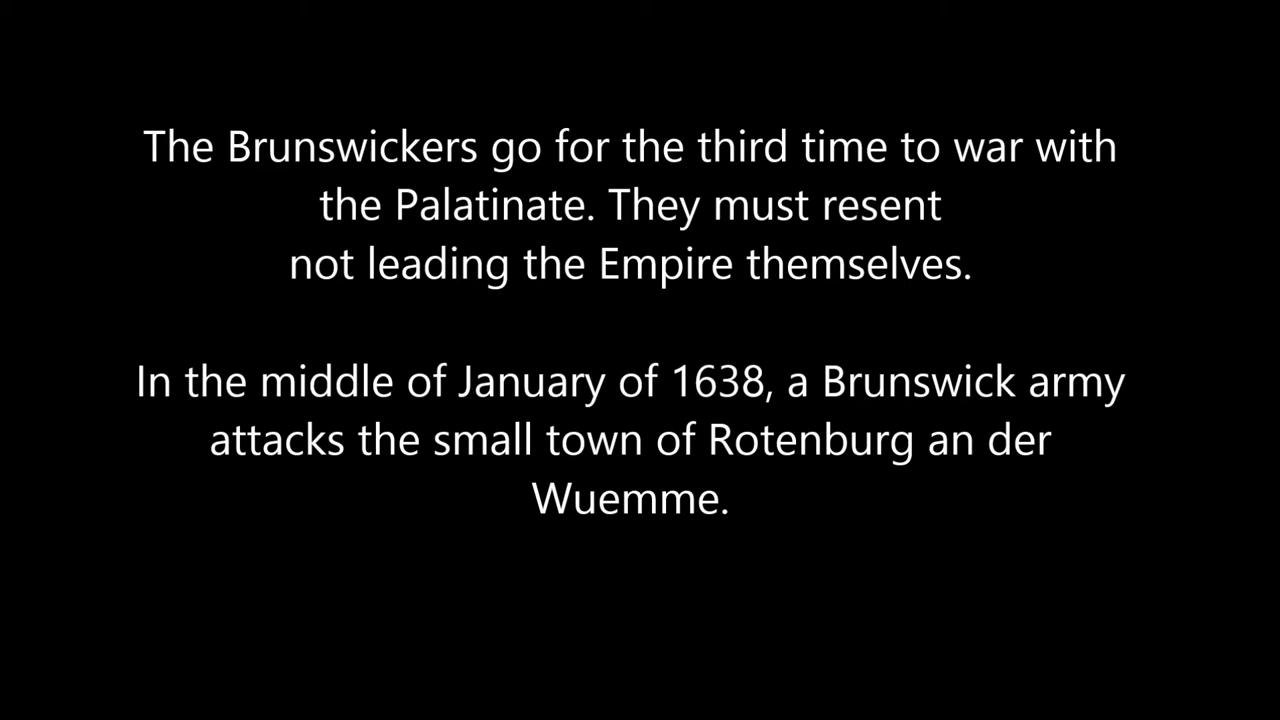 The Brunswickers go for the third time to war with
the Palatinate. They must resent
not leading the Empire themselves.
In the middle of January of 1638, a Brunswick army
attacks the small town of Rotenburg an der
Wuemme.